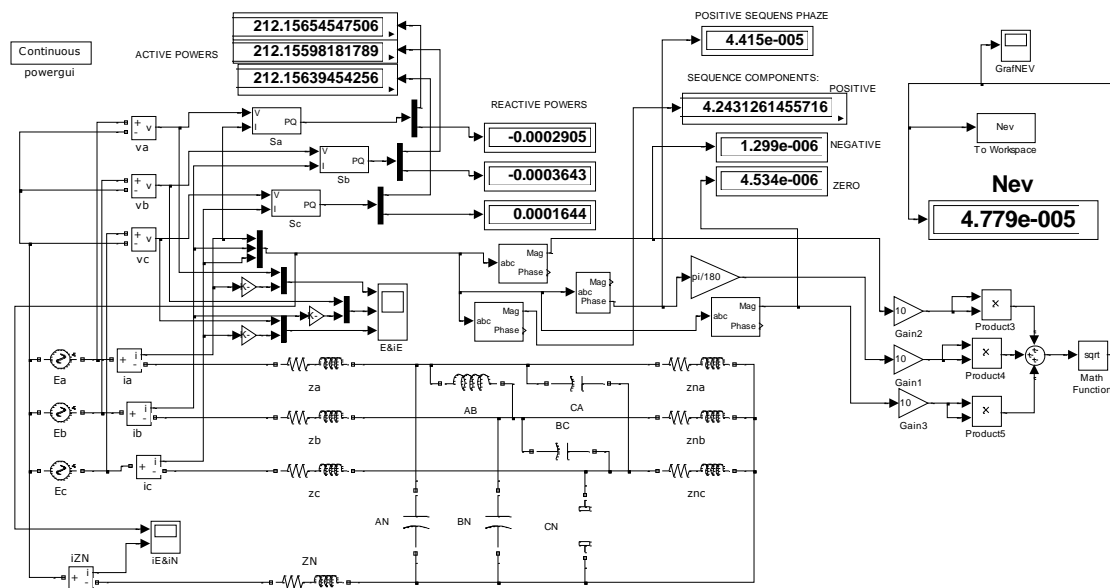 POSITIVE SEQUENS PHAZE
212.15654547506
4.415e-005
Continuous
powergui
ACTIVE POWERS
212.15598181789
GrafNEV
212.15639454256
SEQUENCE COMPONENTS:
POSITIVE
4.2431261455716
REACTIVE POWERS
-0.0002905
Nev
To Workspace
1.299e-006
NEGATIVE
+
-
v
va
V
I
PQ
Sa
V
I
PQ
Sb
-0.0003643
4.534e-006
ZERO
Nev
4.779e-005
+
-
v
vb
V
I
PQ
Sc
0.0001644
+
-
v
vc
abc
Mag
Phase
abc
Mag
Phase
pi/180
abc
Mag
Phase
abc
Mag
Phase
K-
K-
K-
E&iE
10
Gain2
×
Product3
10
Gain1
×
Product4
+
+
+
sqrt
Math
Function
10
Gain3
×
Product5
Ea
+
i
-
ia
za
AB
CA
zna
Eb
+
i
-
ib
zb
BC
znb
Ec
+
i
-
ic
zc
znc
AN
BN
CN
iE&iN
iZN
+
i
-
ZN